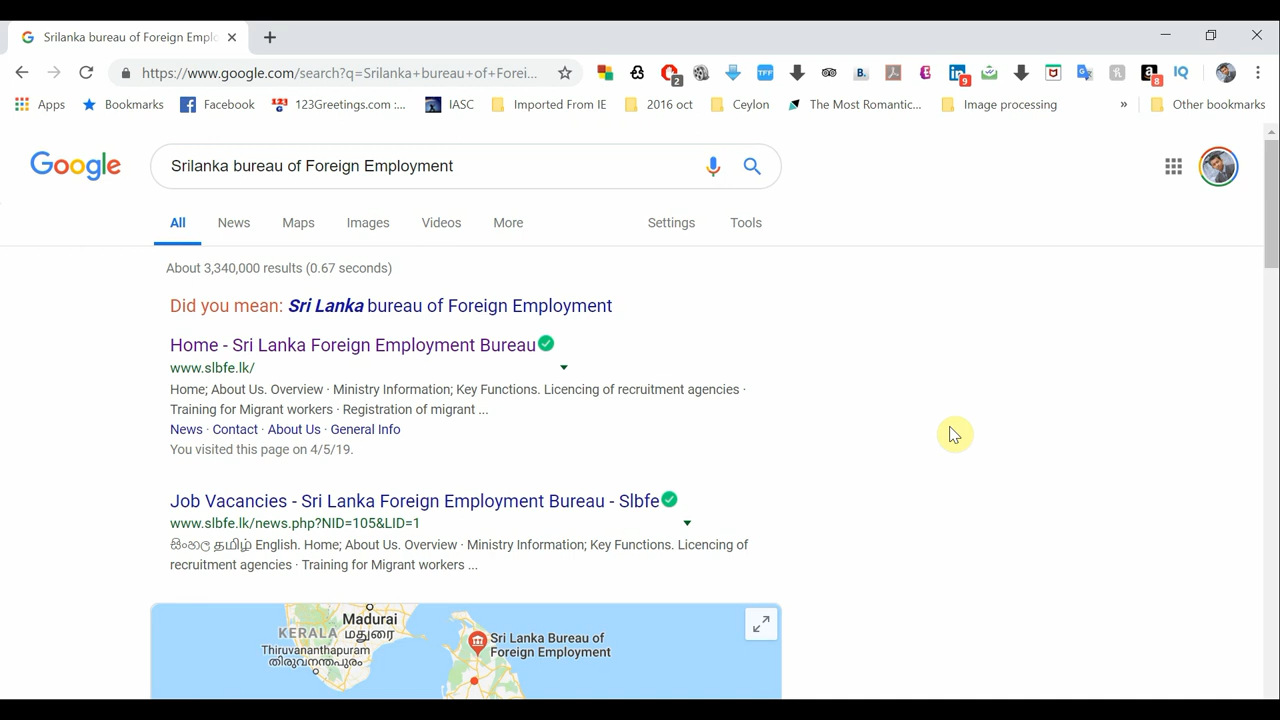 Srilanka bureau of Foreign Emplo
https://www.google.com/search?q=Srilanka+bureau+of+Forei...
2
TFF
B.
9
8
IQ
Apps
Bookmarks
Facebook
123Greetings.com :...
IASC
Imported From IE
2016 oct
Ceylon
The Most Romantic...
Image processing
»
Other bookmarks
Google
Srilanka bureau of Foreign Employment
All
News
Maps
Images
Videos
More
Settings
Tools
About 3,340,000 results (0.67 seconds)
Did you mean: Sri Lanka bureau of Foreign Employment
Home - Sri Lanka Foreign Employment Bureau
www.slbfe.lk/
Home; About Us. Overview · Ministry Information; Key Functions. Licencing of recruitment agencies ·
Training for Migrant workers · Registration of migrant ...
News · Contact · About Us · General Info
You visited this page on 4/5/19.
Job Vacancies - Sri Lanka Foreign Employment Bureau - Slbfe
www.slbfe.lk/news.php?NID=105&LID=1
සිංහල தமிழ் English. Home; About Us. Overview · Ministry Information; Key Functions. Licencing of
recruitment agencies · Training for Migrant workers ...
Madurai
KERALA மதுரை
Thiruvananthapuram
തിരുവനന്തപുരം
Sri Lanka Bureau of
Foreign Employment